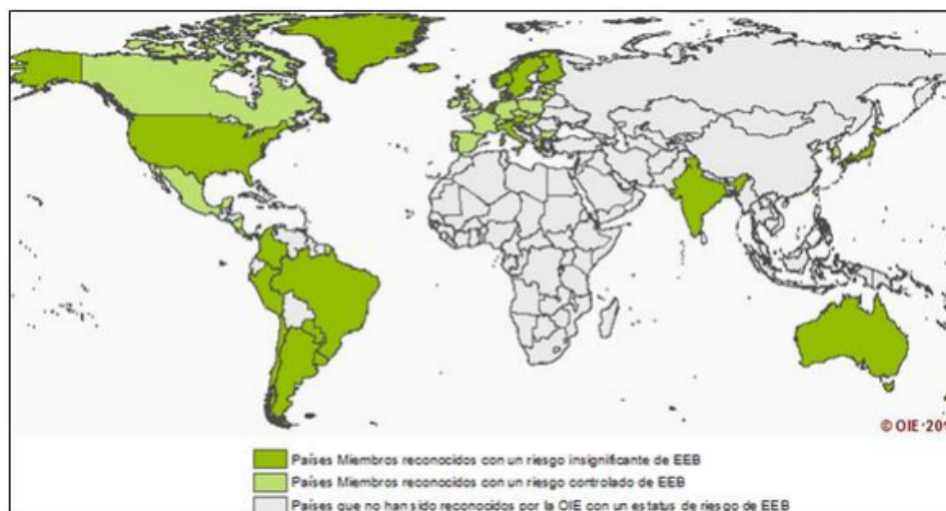 © OIE 201
Países Miembros reconocidos con un riesgo insignificante de EEB
Países Miembros reconocidos con un riesgo controlado de EEB
Países que no han sido reconocidos por la OIE con un estatus de riesgo de EEB